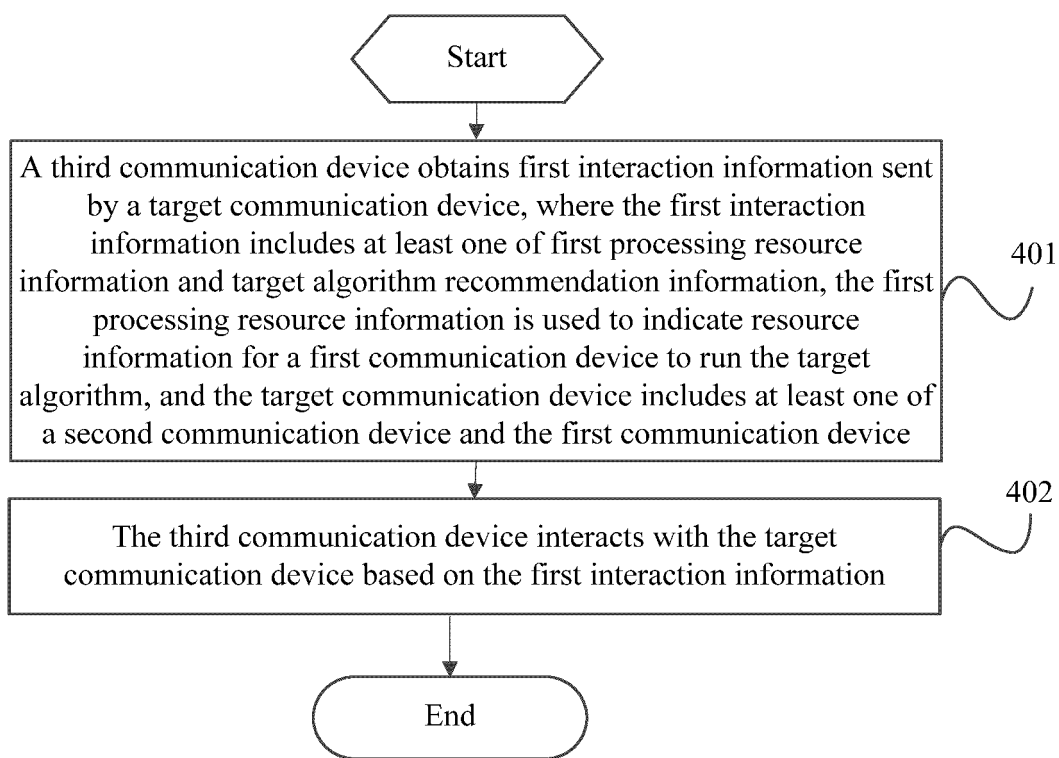 Start
A third communication device obtains first interaction information sent
by a target communication device, where the first interaction
information includes at least one of first processing resource
information and target algorithm recommendation information, the first
processing resource information is used to indicate resource
information for a first communication device to run the target
algorithm, and the target communication device includes at least one of
a second communication device and the first communication device
401
The third communication device interacts with the target
communication device based on the first interaction information
402
End